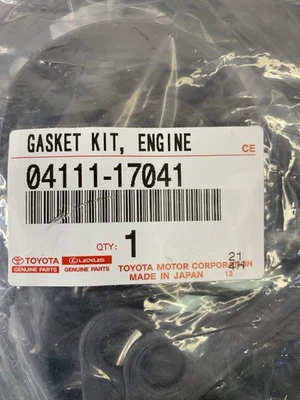 GASKET KIT, ENGINE
CE
04111-17041
QTY: 1
TOYOTA
GENUINE PARTS
LEXUS
GENUINE PARTS
TOYOTA MOTOR CORPORATION
MADE IN JAPAN
13
21
4H